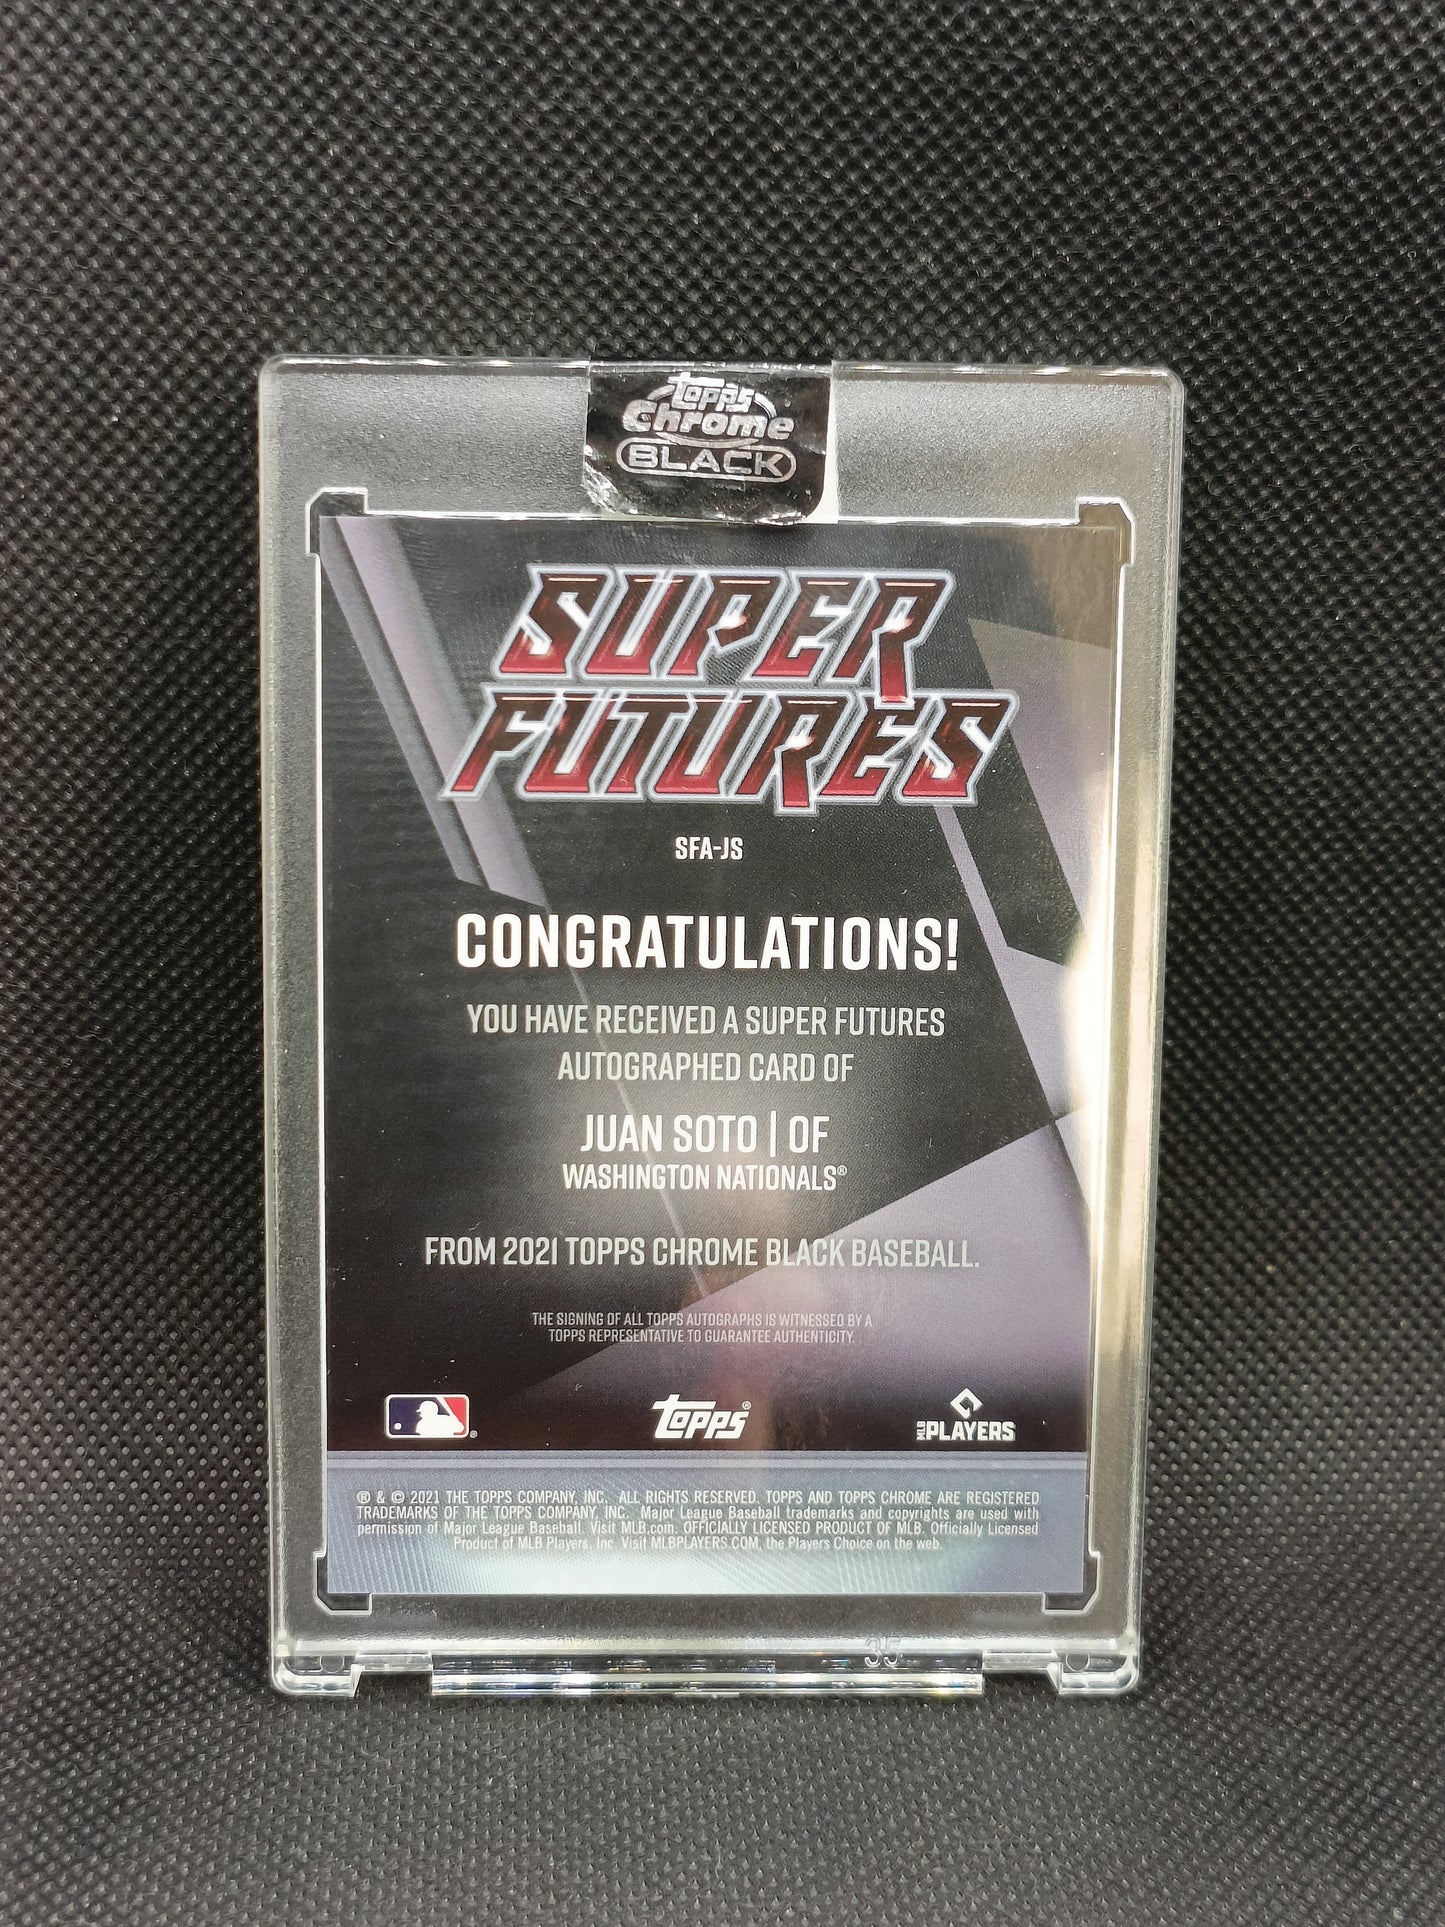 Topps
Chrome
BLACK
SUPER
FUTURES
SFA-JS
CONGRATULATIONS!
YOU HAVE RECEIVED A SUPER FUTURES
AUTOGRAPHED CARD OF
JUAN SOTO | OF
WASHINGTON NATIONALS®
FROM 2021 TOPPS CHROME BLACK BASEBALL.
THE SIGNING OF ALL TOPPS AUTOGRAPHS IS WITNESSED BY A
TOPPS REPRESENTATIVE TO GUARANTEE AUTHENTICITY.
® Topps® MLB PLAYERS
® & © 2021 THE TOPPS COMPANY, INC. ALL RIGHTS RESERVED. TOPPS AND TOPPS CHROME ARE REGISTERED
TRADEMARKS OF THE TOPPS COMPANY, INC. Major League Baseball trademarks and copyrights are used with
permission of Major League Baseball. Visit MLB.com. OFFICIALLY LICENSED PRODUCT OF MLB. Officially Licensed
Product of MLB Players, Inc. Visit MLBPLAYERS.COM, the Players Choice on the web.
35